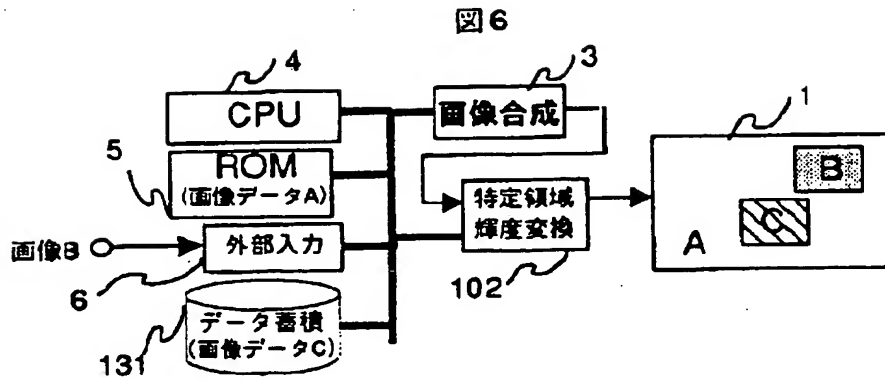 図6
4
CPU
5
ROM
(画像データA)
画像B
外部入力
6
データ蓄積
(画像データC)
131
3
画像合成
特定領域
輝度変換
102
1
A
B
C